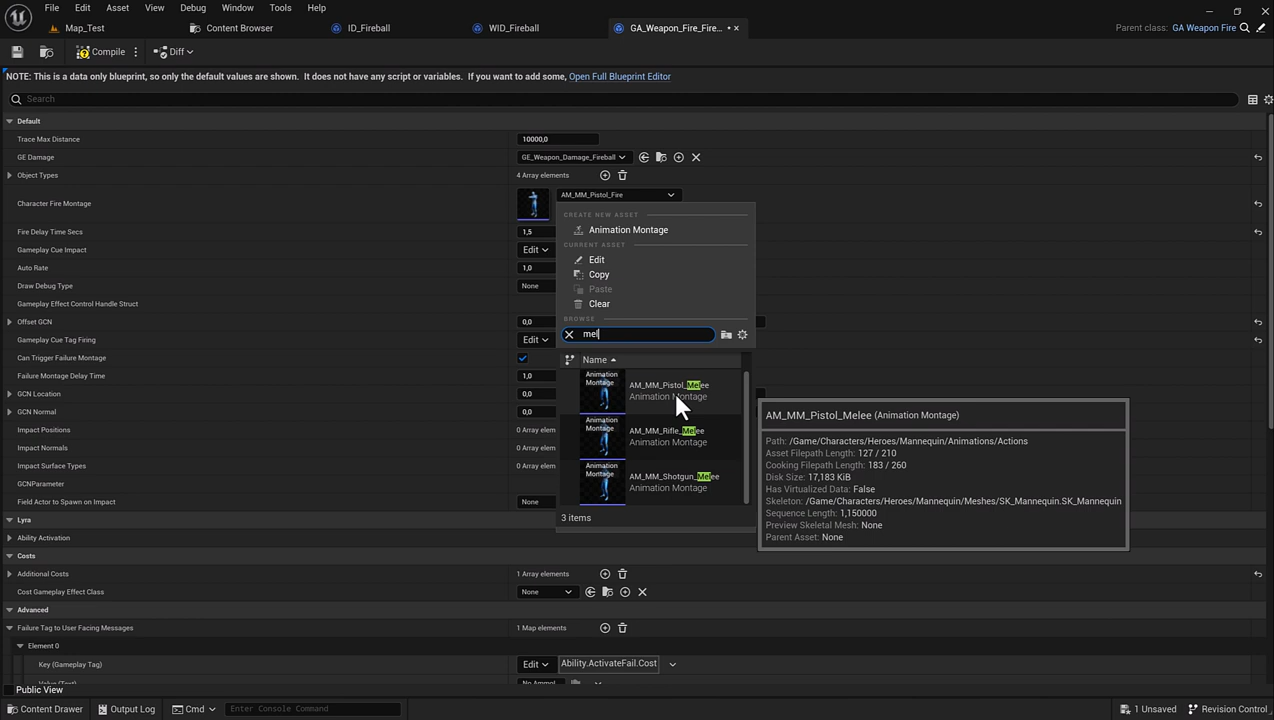 File Edit Asset View Debug Window Tools Help
Map_Test Content Browser ID_Fireball WID_Fireball GA_Weapon_Fire_Fire... • Parent class: GA Weapon Fire
Compile Diff
NOTE: This is a data only blueprint, so only the default values are shown. It does not have any script or variables. If you want to add some, Open Full Blueprint Editor
Search
Default
Trace Max Distance 10000,0
GE Damage GE_Weapon_Damage_Fireball
Object Types 4 Array elements
Character Fire Montage AM_MM_Pistol_Fire
CREATE NEW ASSET
Animation Montage
CURRENT ASSET
Edit
Copy
Paste
Clear
BROWSE
mel
Name
Animation Montage AM_MM_Pistol_Melee
Animation Montage
Animation Montage AM_MM_Rifle_Melee
Animation Montage
Animation Montage AM_MM_Shotgun_Melee
Animation Montage
3 items
AM_MM_Pistol_Melee (Animation Montage)
Path: /Game/Characters/Heroes/Mannequin/Animations/Actions
Asset Filepath Length: 127 / 210
Cooking Filepath Length: 183 / 260
Disk Size: 17,183 KiB
Has Virtualized Data: False
Skeleton: /Game/Characters/Heroes/Mannequin/Meshes/SK_Mannequin.SK_Mannequin
Sequence Length: 1,150000
Preview Skeletal Mesh: None
Parent Asset: None
Fire Delay Time Secs 1,5
Gameplay Cue Impact Edit
Auto Rate 1,0
Draw Debug Type None
Gameplay Effect Control Handle Struct
Offset GCN 0,0
Gameplay Cue Tag Firing Edit
Can Trigger Failure Montage
Failure Montage Delay Time 1,0
GCN Location 0,0
GCN Normal 0,0
Impact Positions 0 Array elem
Impact Normals 0 Array elem
Impact Surface Types 0 Array elem
GCNParameter
Field Actor to Spawn on Impact None
Lyra
Ability Activation
Costs
Additional Costs 1 Array elements
Cost Gameplay Effect Class None
Advanced
Failure Tag to User Facing Messages 1 Map elements
Element 0
Key (Gameplay Tag) Edit Ability.ActivateFail.Cost
Public View
Content Drawer Output Log Cmd Enter Console Command 1 Unsaved Revision Control